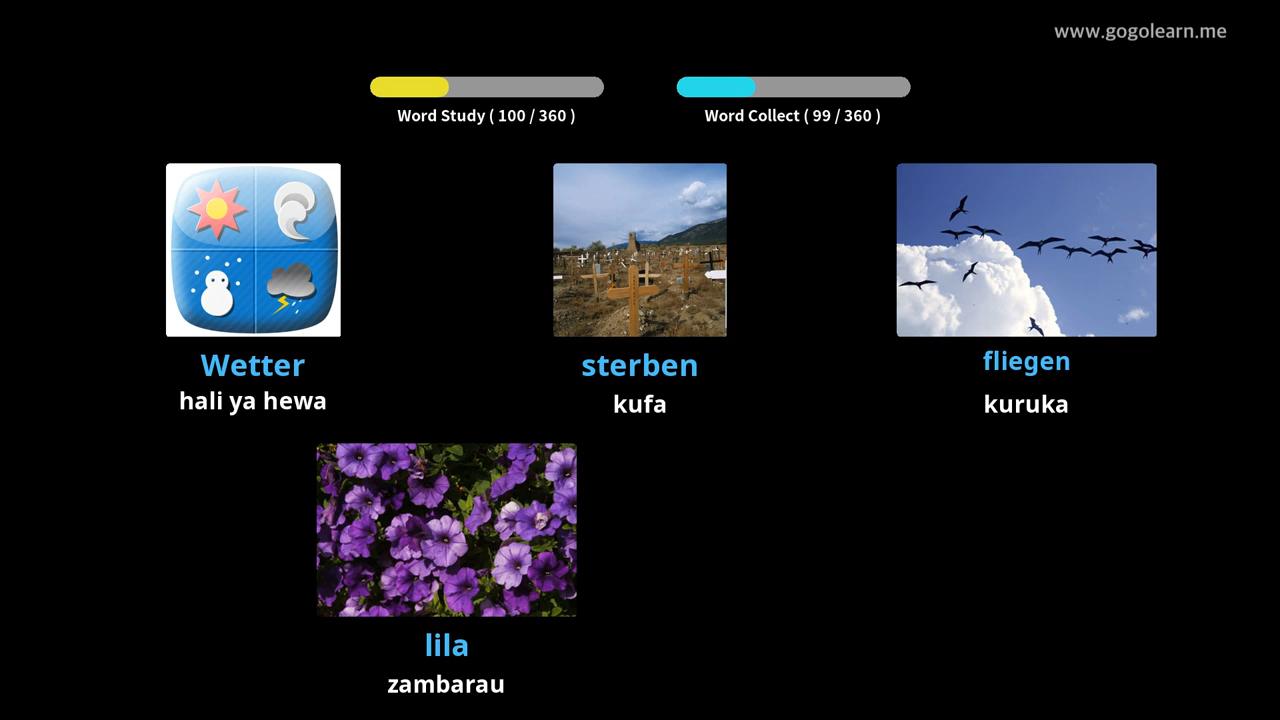 www.gogolearn.me
Word Study ( 100 / 360 )
Word Collect ( 99 / 360 )
Wetter
hali ya hewa
sterben
kufa
fliegen
kuruka
lila
zambarau